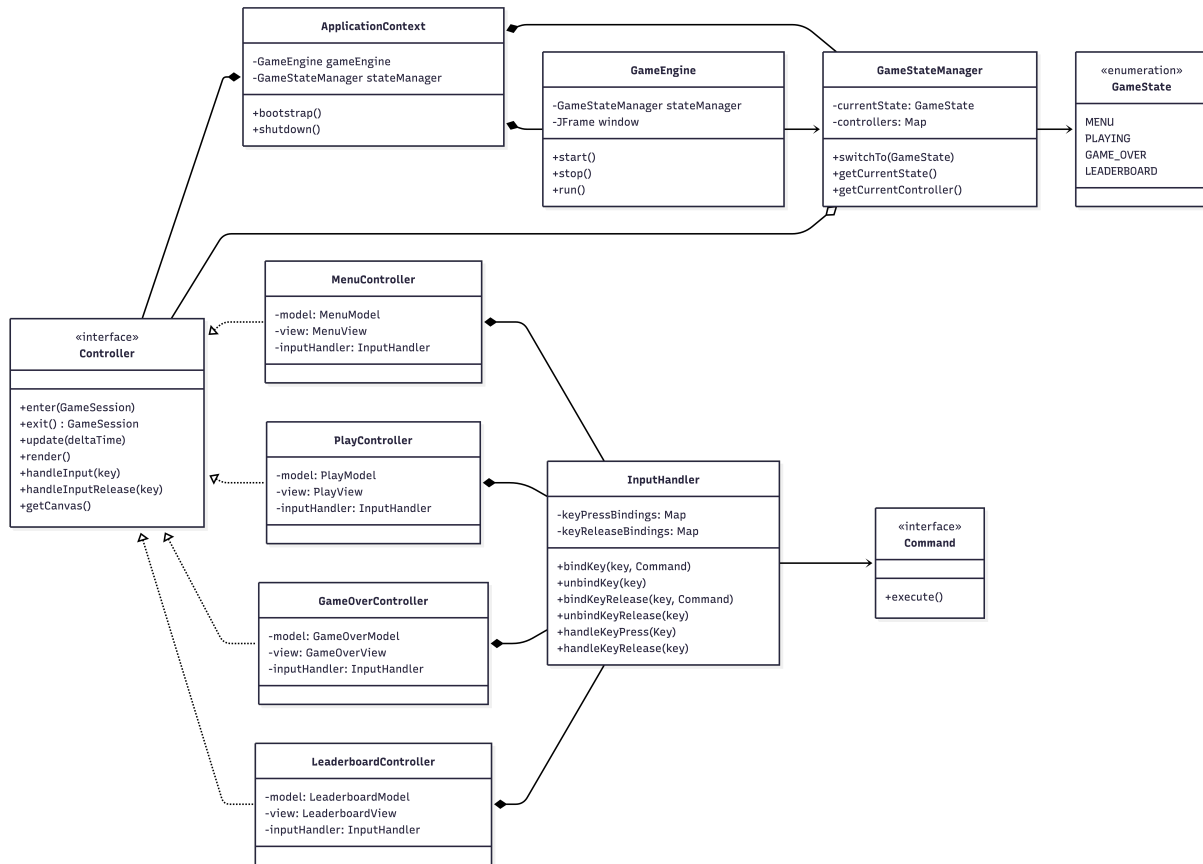 ApplicationContext
-GameEngine gameEngine
-GameStateManager stateManager
+bootstrap()
+shutdown()
GameEngine
-GameStateManager stateManager
-JFrame window
+start()
+stop()
+run()
GameStateManager
-currentState: GameState
-controllers: Map
+switchTo(GameState)
+getCurrentState()
+getCurrentController()
«enumeration»
GameState
MENU
PLAYING
GAME_OVER
LEADERBOARD
MenuController
-model: MenuModel
-view: MenuView
-inputHandler: InputHandler
«interface»
Controller
+enter(GameSession)
+exit() : GameSession
+update(deltaTime)
+render()
+handleInput(key)
+handleInputRelease(key)
+getCanvas()
PlayController
-model: PlayModel
-view: PlayView
-inputHandler: InputHandler
InputHandler
-keyPressBindings: Map
-keyReleaseBindings: Map
+bindKey(key, Command)
+unbindKey(key)
+bindKeyRelease(key, Command)
+unbindKeyRelease(key)
+handleKeyPress(Key)
+handleKeyRelease(key)
«interface»
Command
+execute()
GameOverController
-model: GameOverModel
-view: GameOverView
-inputHandler: InputHandler
LeaderboardController
-model: LeaderboardModel
-view: LeaderboardView
-inputHandler: InputHandler